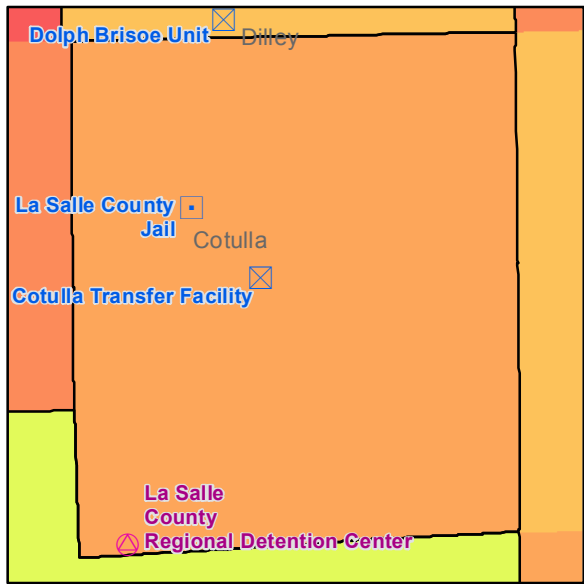 Dolph Brisoe Unit
Dilley
La Salle County
Jail
Cotulla
Cotulla Transfer Facility
La Salle
County
Regional Detention Center